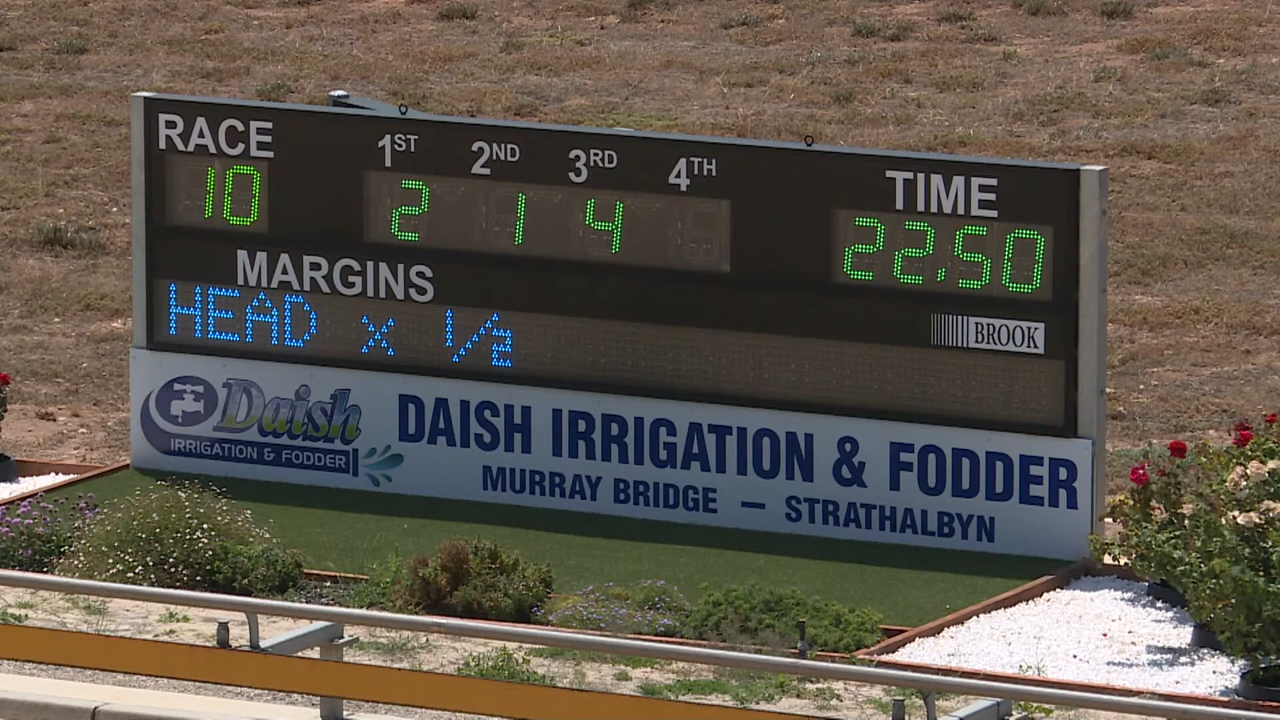 RACE 1ST 2ND 3RD 4TH TIME
10 2 1 4 22.50
MARGINS
HEAD x 1/2
BROOK
Daish
IRRIGATION & FODDER
DAISH IRRIGATION & FODDER
MURRAY BRIDGE – STRATHALBYN